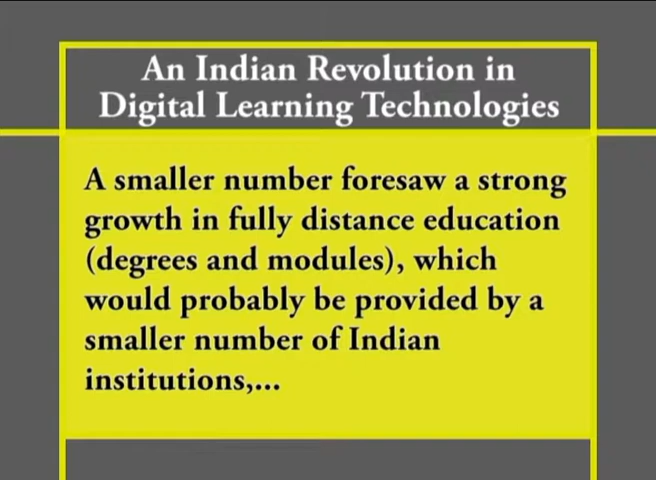 An Indian Revolution in
Digital Learning Technologies
A smaller number foresaw a strong
growth in fully distance education
(degrees and modules), which
would probably be provided by a
smaller number of Indian
institutions,...